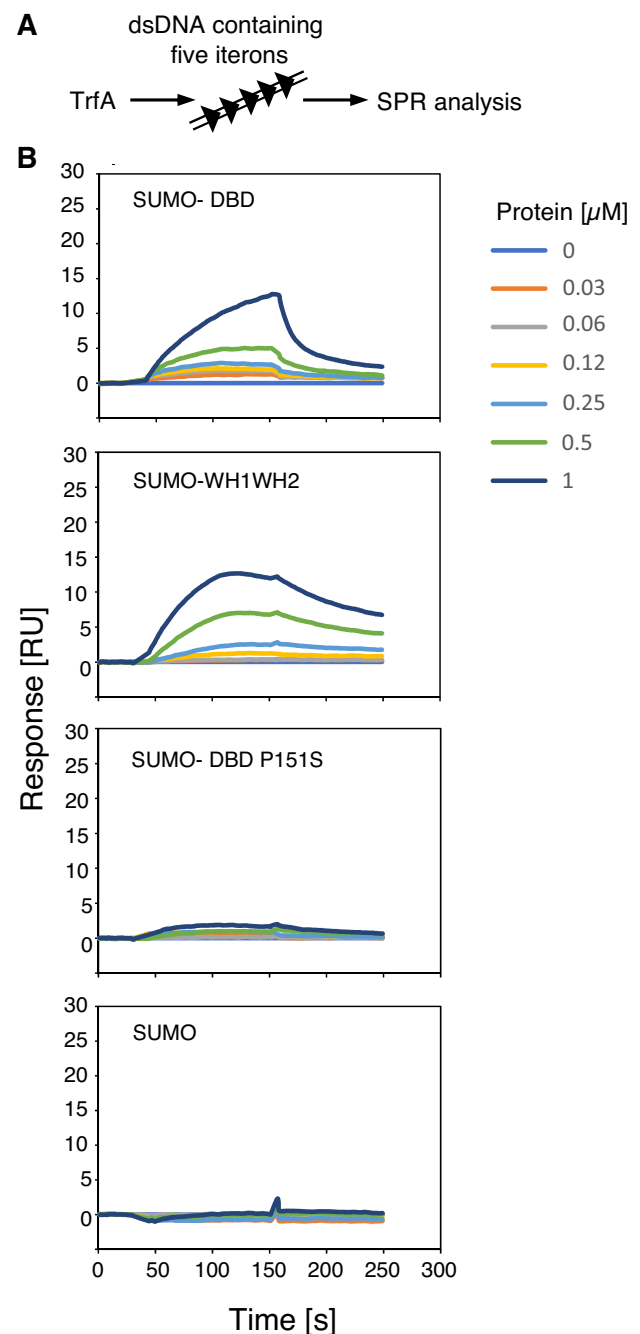 A
dsDNA containing
five iterons
TrfA
SPR analysis
B
30
25
20
15
10
5
0
SUMO- DBD
Protein [µM]
0
0.03
0.06
0.12
0.25
0.5
1
30
25
20
15
10
5
0
SUMO-WH1WH2
Response [RU]
30
25
20
15
10
5
0
SUMO- DBD P151S
30
25
20
15
10
5
0
SUMO
0 50 100 150 200 250 300
Time [s]